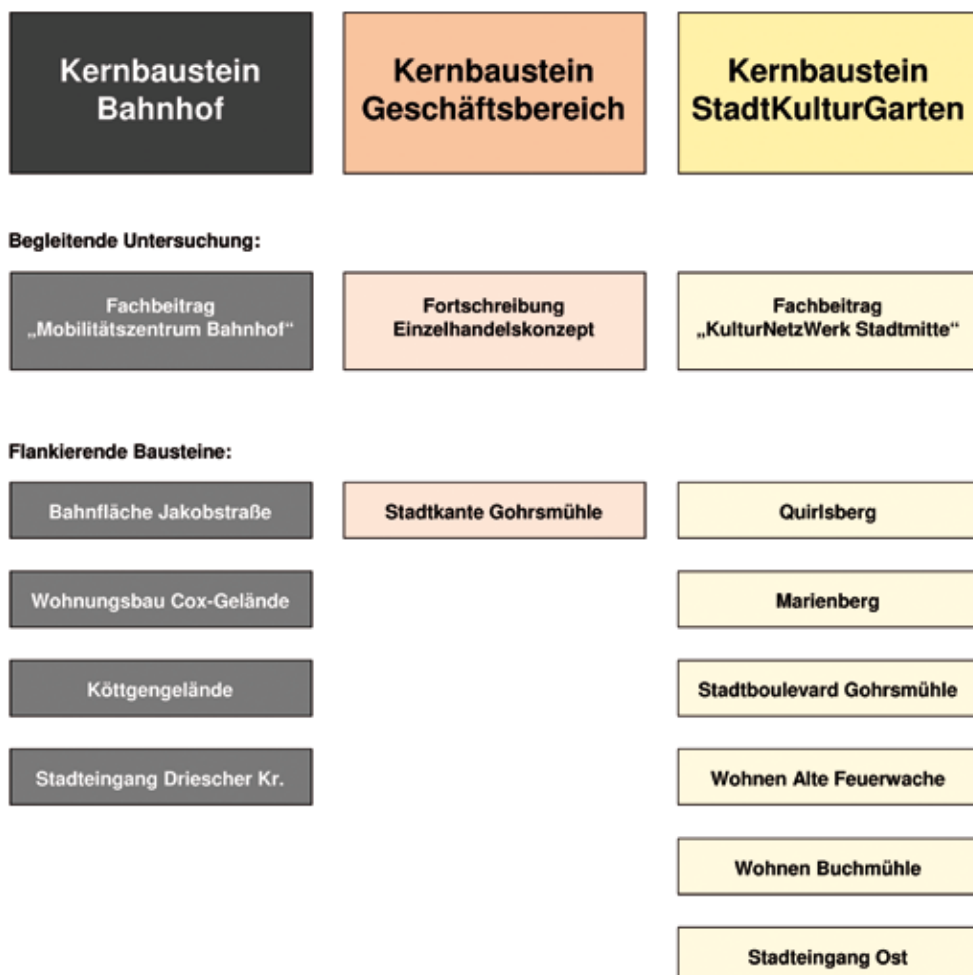 Kernbaustein
Bahnhof
Kernbaustein
Geschäftsbereich
Kernbaustein
StadtKulturGarten
Begleitende Untersuchung:
Fachbeitrag
„Mobilitätszentrum Bahnhof“
Fortschreibung
Einzelhandelskonzept
Fachbeitrag
„KulturNetzWerk Stadtmitte“
Flankierende Bausteine:
Bahnfläche Jakobstraße
Stadtkante Gohrsmühle
Quirlsberg
Wohnungsbau Cox-Gelände
Marienberg
Köttgengelände
Stadtboulevard Gohrsmühle
Stadteingang Driescher Kr.
Wohnen Alte Feuerwache
Wohnen Buchmühle
Stadteingang Ost